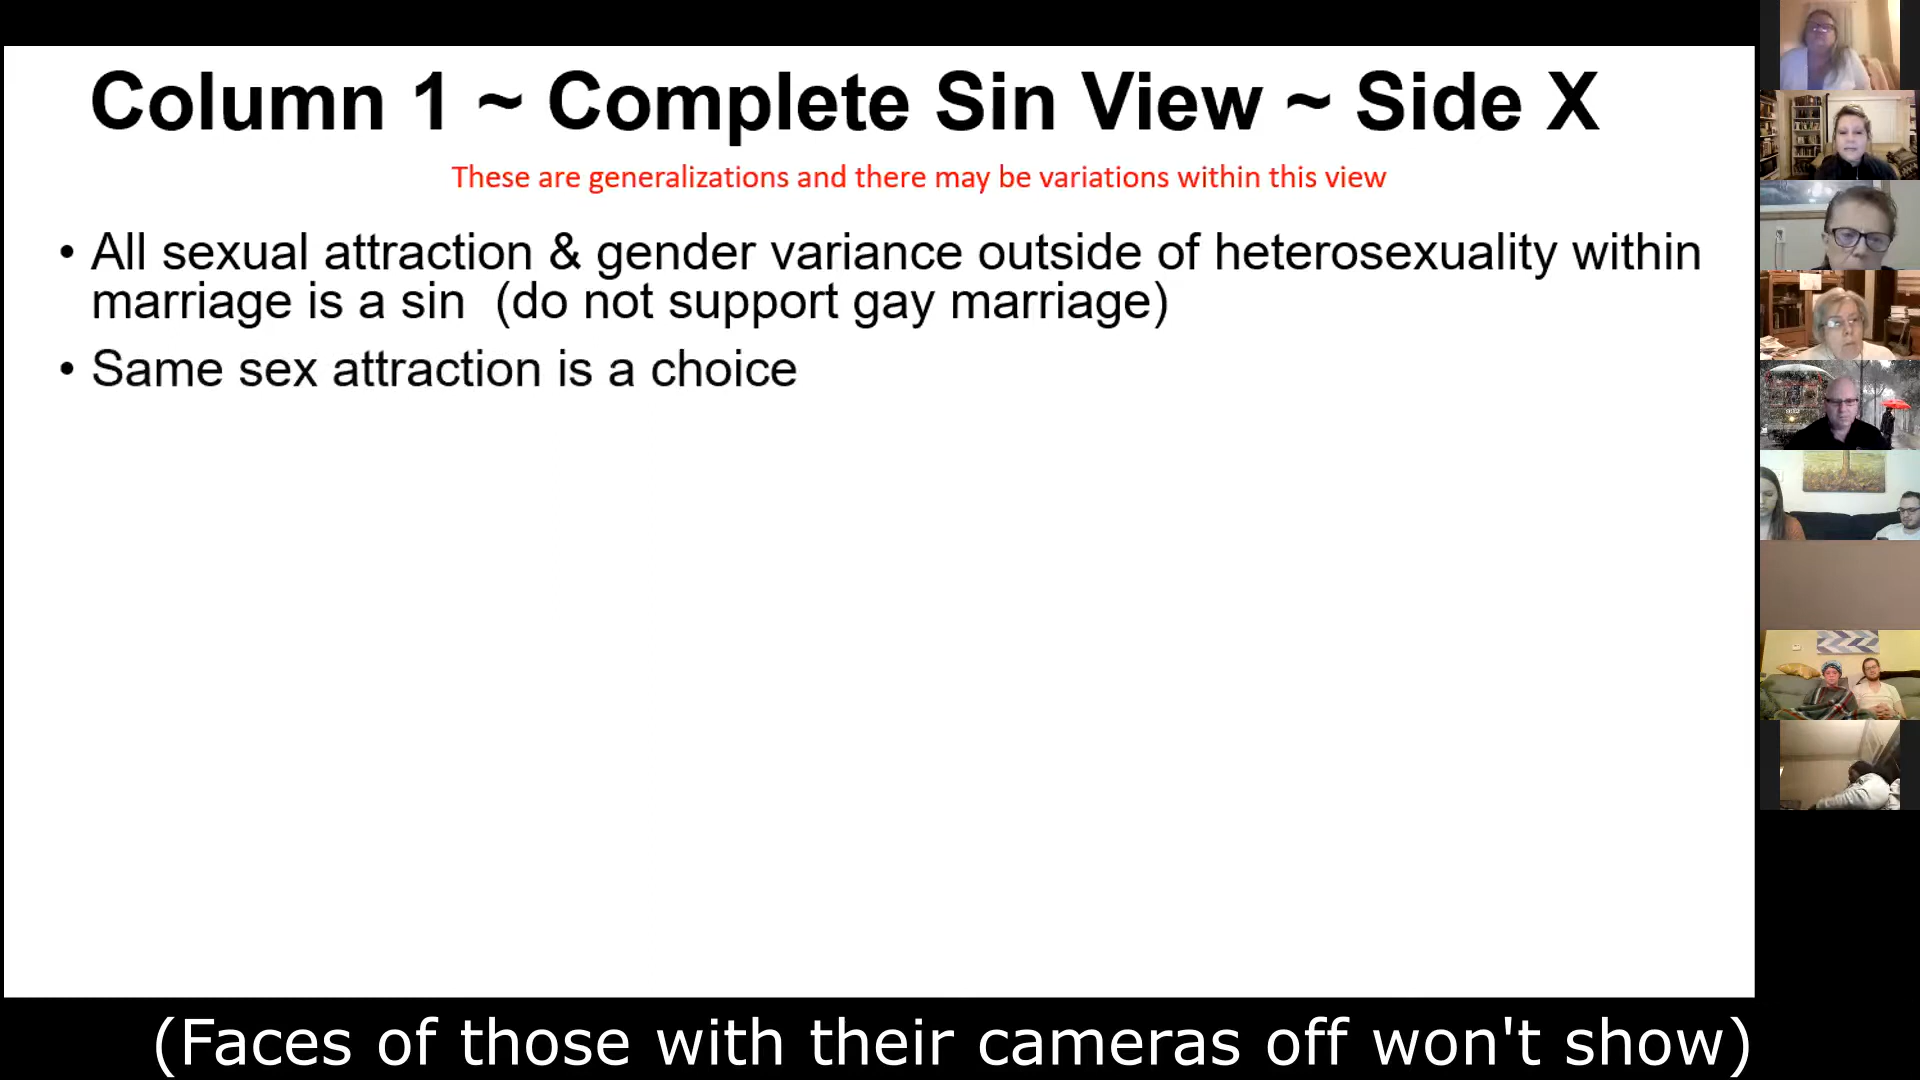 Column 1 ~ Complete Sin View ~ Side X
These are generalizations and there may be variations within this view
• All sexual attraction & gender variance outside of heterosexuality within
marriage is a sin  (do not support gay marriage)
• Same sex attraction is a choice
(Faces of those with their cameras off won't show)